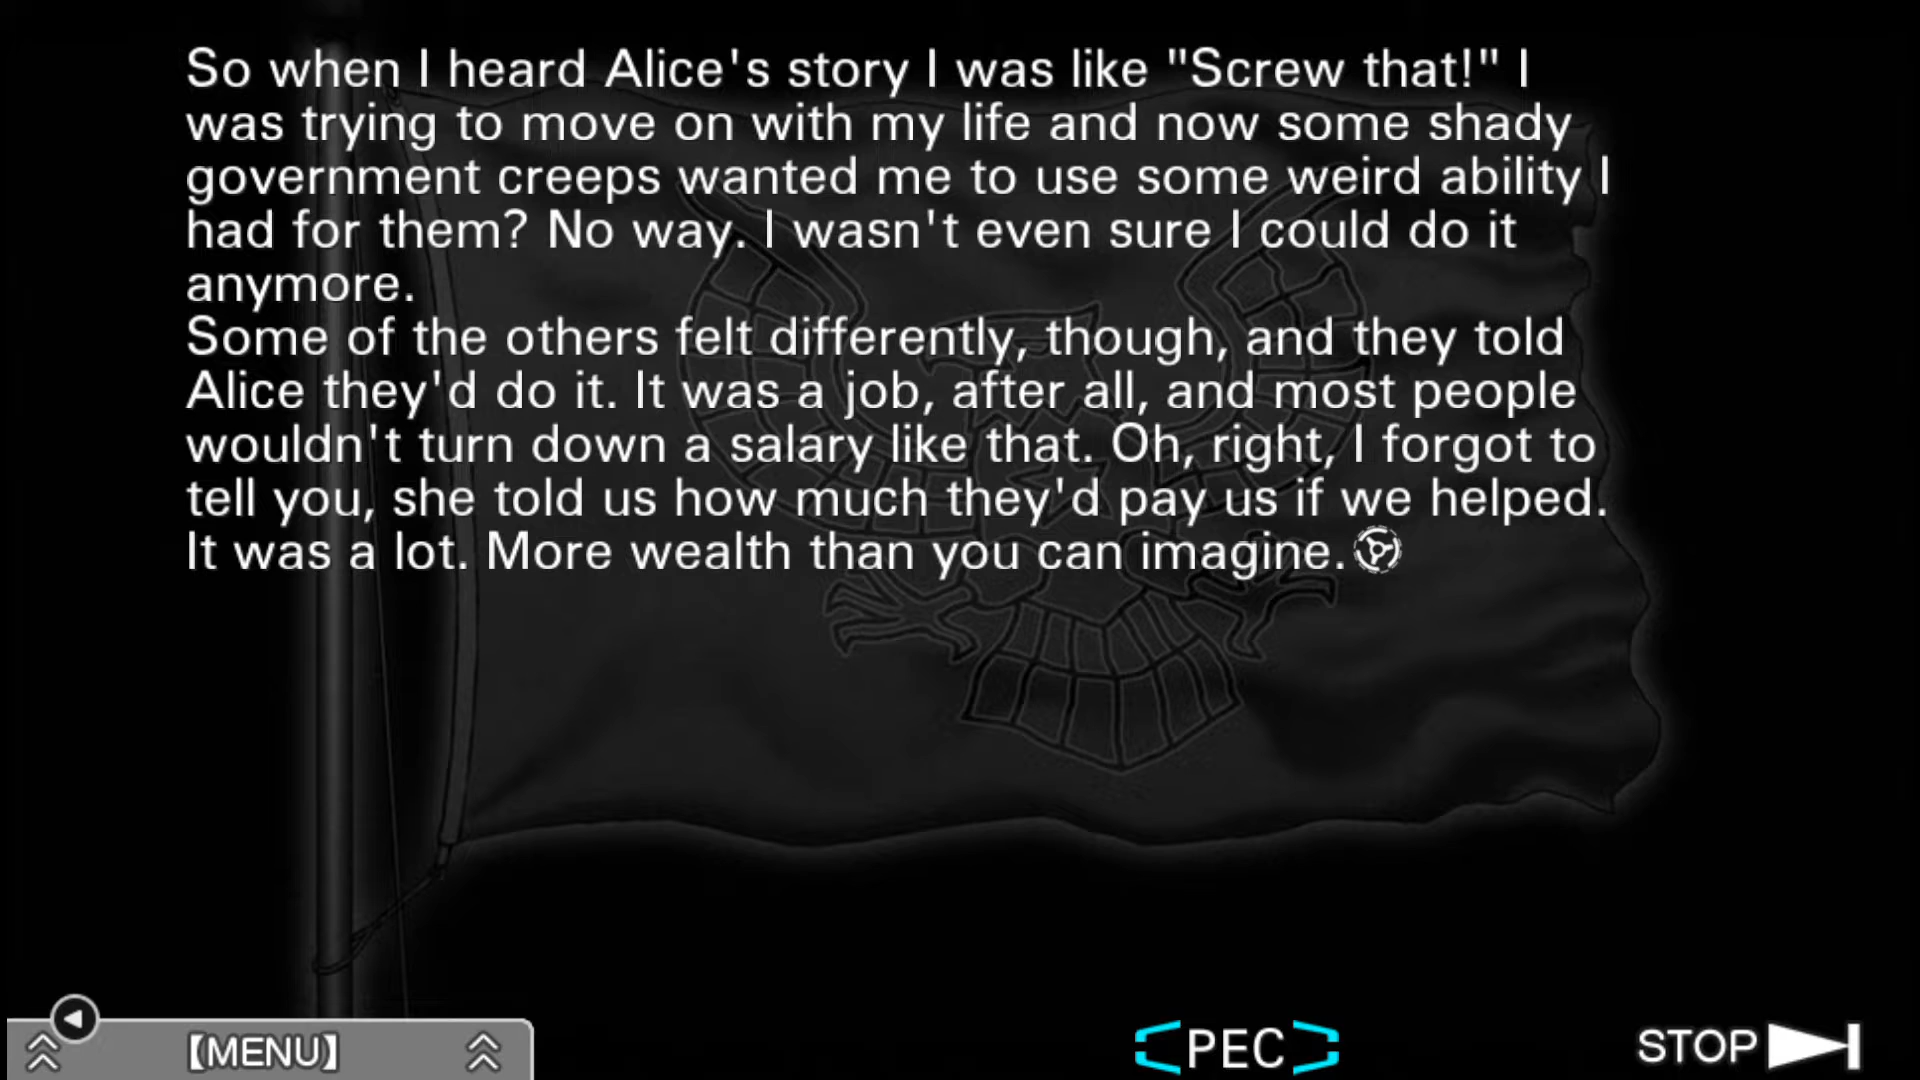 So when I heard Alice's story I was like "Screw that!" I
was trying to move on with my life and now some shady
government creeps wanted me to use some weird ability I
had for them? No way. I wasn't even sure I could do it
anymore.
Some of the others felt differently, though, and they told
Alice they'd do it. It was a job, after all, and most people
wouldn't turn down a salary like that. Oh, right, I forgot to
tell you, she told us how much they'd pay us if we helped.
It was a lot. More wealth than you can imagine.
【MENU】
PEC
STOP